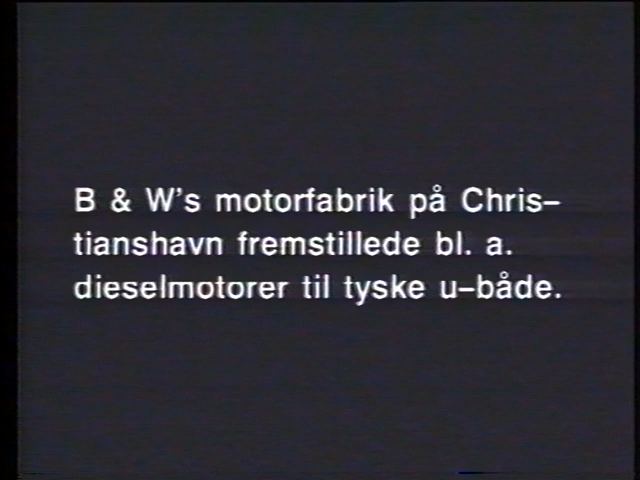 B & W's motorfabrik på Chris-
tianshavn fremstillede bl. a.
dieselmotorer til tyske u-både.